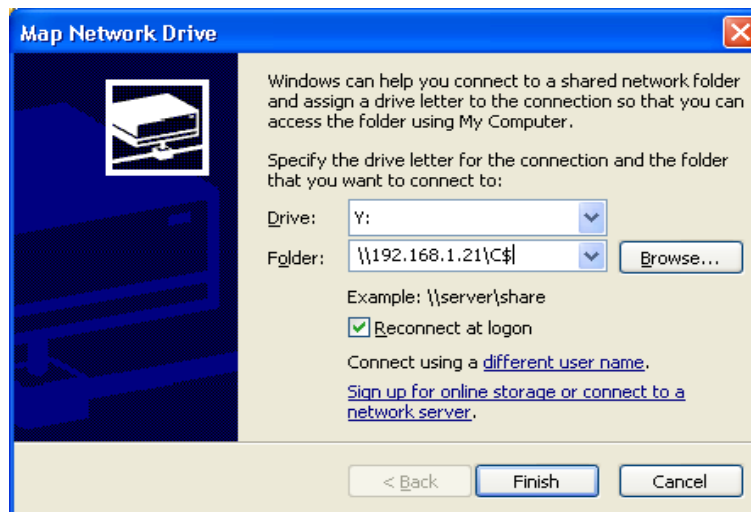 Map Network Drive
Windows can help you connect to a shared network folder
and assign a drive letter to the connection so that you can
access the folder using My Computer.
Specify the drive letter for the connection and the folder
that you want to connect to:
Drive: Y:
Folder: \\192.168.1.21\C$ Browse...
Example: \\server\share
Reconnect at logon
Connect using a different user name.
Sign up for online storage or connect to a
network server.
< Back Finish Cancel